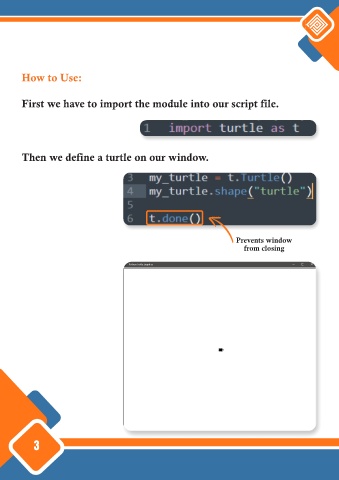 How to Use:
First we have to import the module into our script file.
1 import turtle as t
Then we define a turtle on our window.
3 my_turtle = t.Turtle()
4 my_turtle.shape("turtle")
5
6 t.done()
Prevents window
from closing
3